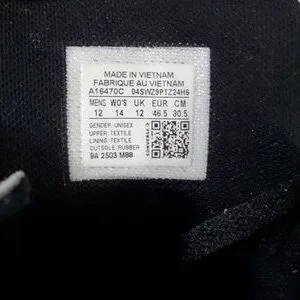 MADE IN VIETNAM
FABRIQUE AU VIETNAM
A16470C 04SWZ9PTZ24H6
MENS WO'S UK EUR CM
12 14 12 46.5 30.5
GENDER: UNISEX
UPPER: TEXTILE
LINING: TEXTILE
OUTSOLE: RUBBER
9A 2503 M88